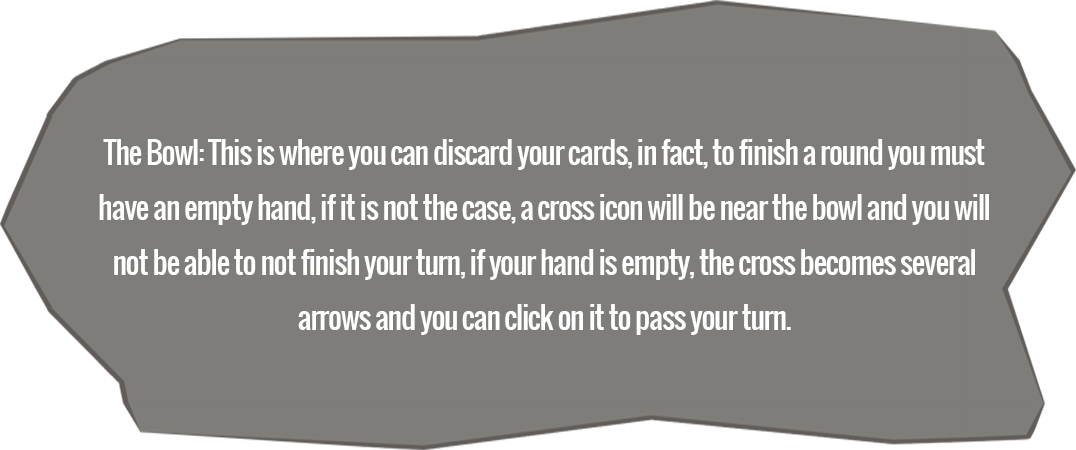 The Bowl: This is where you can discard your cards, in fact, to finish a round you must
have an empty hand, if it is not the case, a cross icon will be near the bowl and you will
not be able to not finish your turn, if your hand is empty, the cross becomes several
arrows and you can click on it to pass your turn.